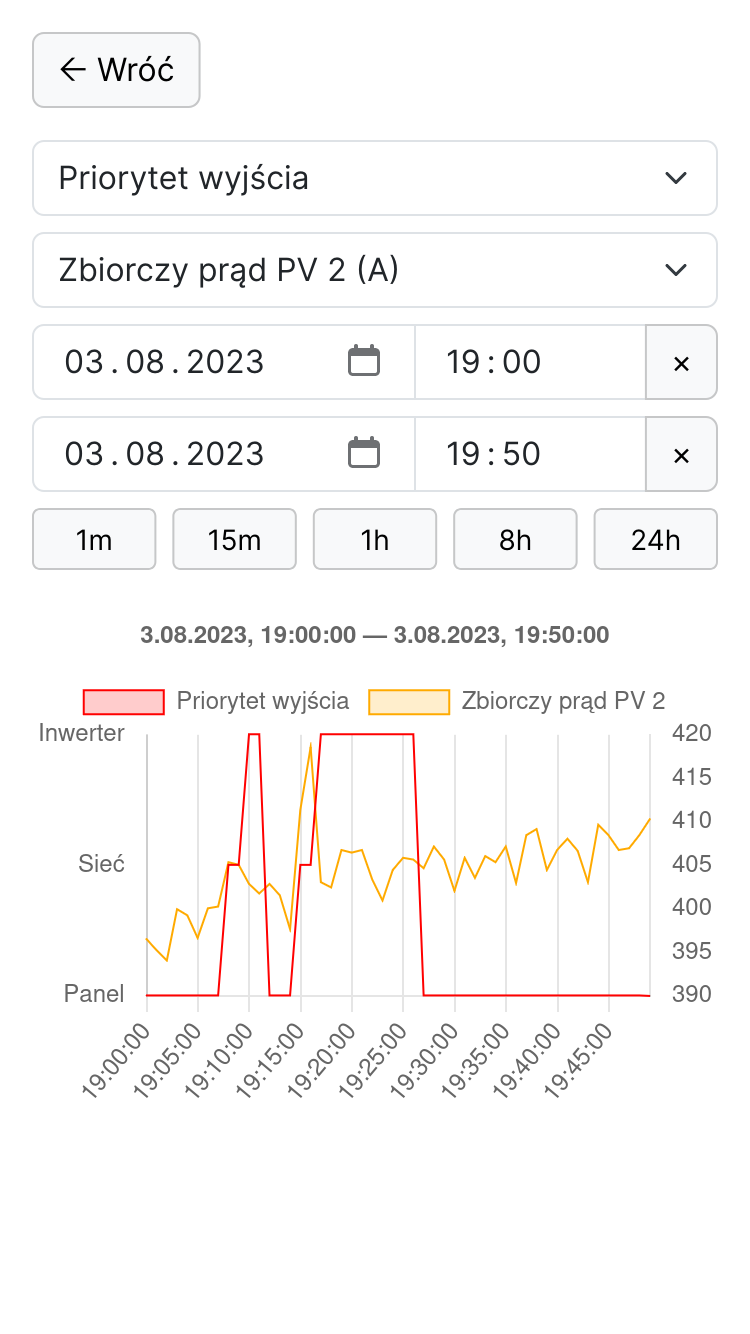 ← Wróć
Priorytet wyjścia
Zbiorczy prąd PV 2 (A)
03.08.2023 19:00 ×
03.08.2023 19:50 ×
1m 15m 1h 8h 24h
3.08.2023, 19:00:00 — 3.08.2023, 19:50:00
Priorytet wyjścia Zbiorczy prąd PV 2
Inwerter 420
415
410
Sieć 405
400
395
Panel 390
19:00:00 19:05:00 19:10:00 19:15:00 19:20:00 19:25:00 19:30:00 19:35:00 19:40:00 19:45:00